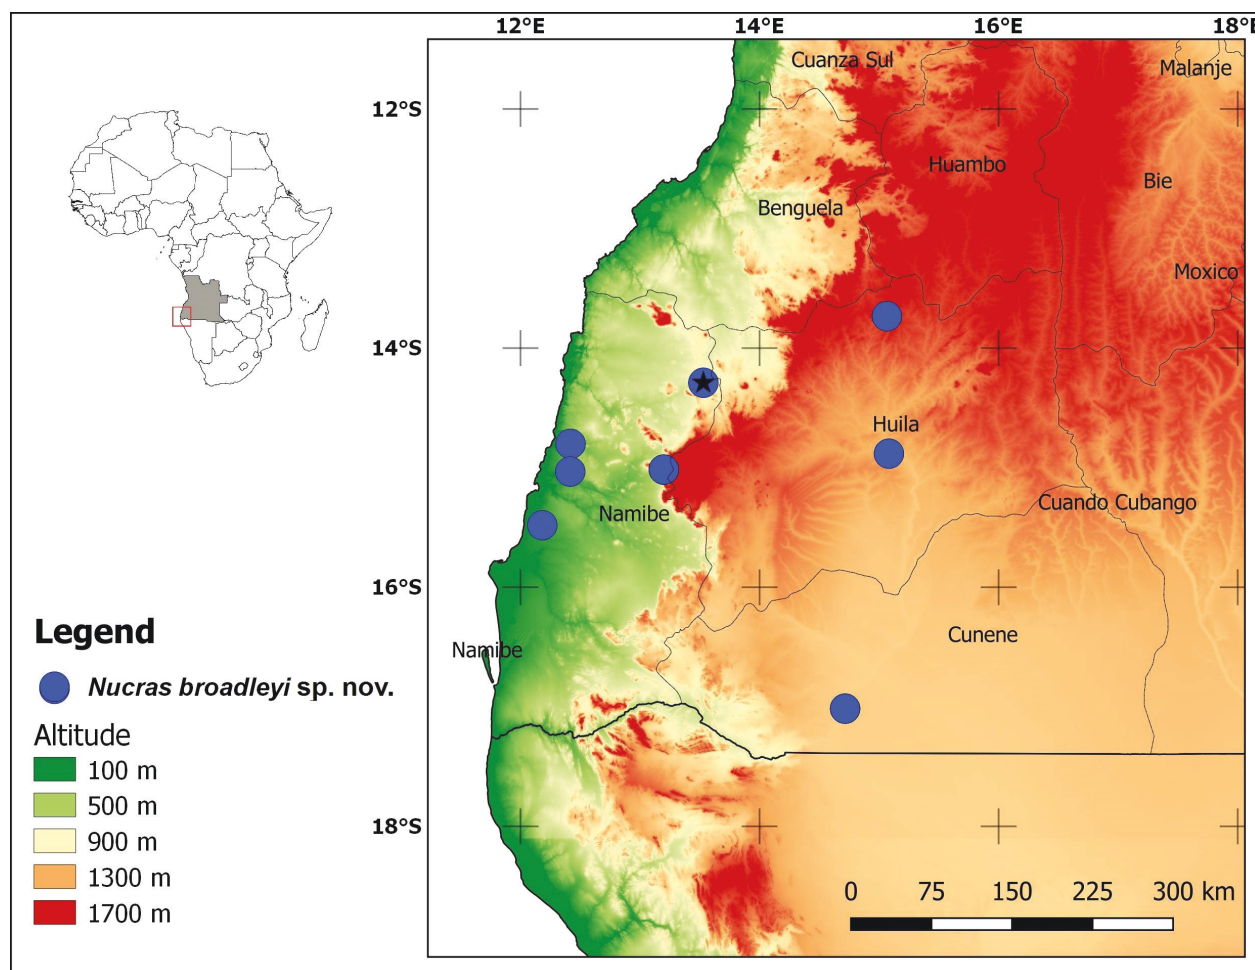 12°E 14°E 16°E 18°E
12°S
14°S
16°S
18°S
Cuanza Sul
Malanje
Huambo
Bie
Benguela
Moxico
Huila
Cuando Cubango
Namibe
Cunene
Namibe
Legend
Nucras broadleyi sp. nov.
Altitude
100 m
500 m
900 m
1300 m
1700 m
0 75 150 225 300 km